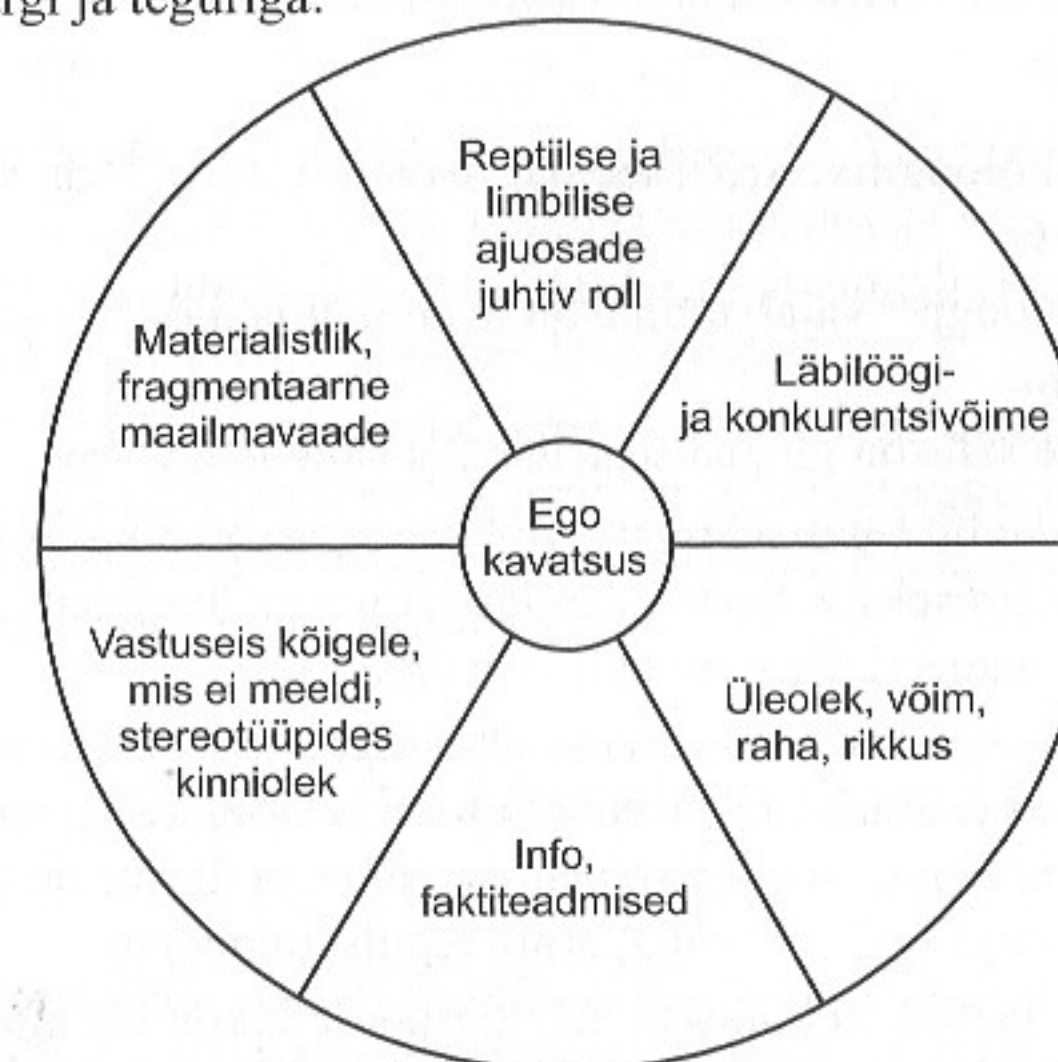 ja teguriga.
Reptiilse ja
limbilise
ajuosade
juhtiv roll
Läbilöögi-
ja konkurentsivõime
Üleolek, võim,
raha, rikkus
Info,
faktiteadmised
Vastuseis kõigele,
mis ei meeldi,
stereotüüpides
kinniolek
Materialistlik,
fragmentaarne
maailmavaade
Ego
kavatsus